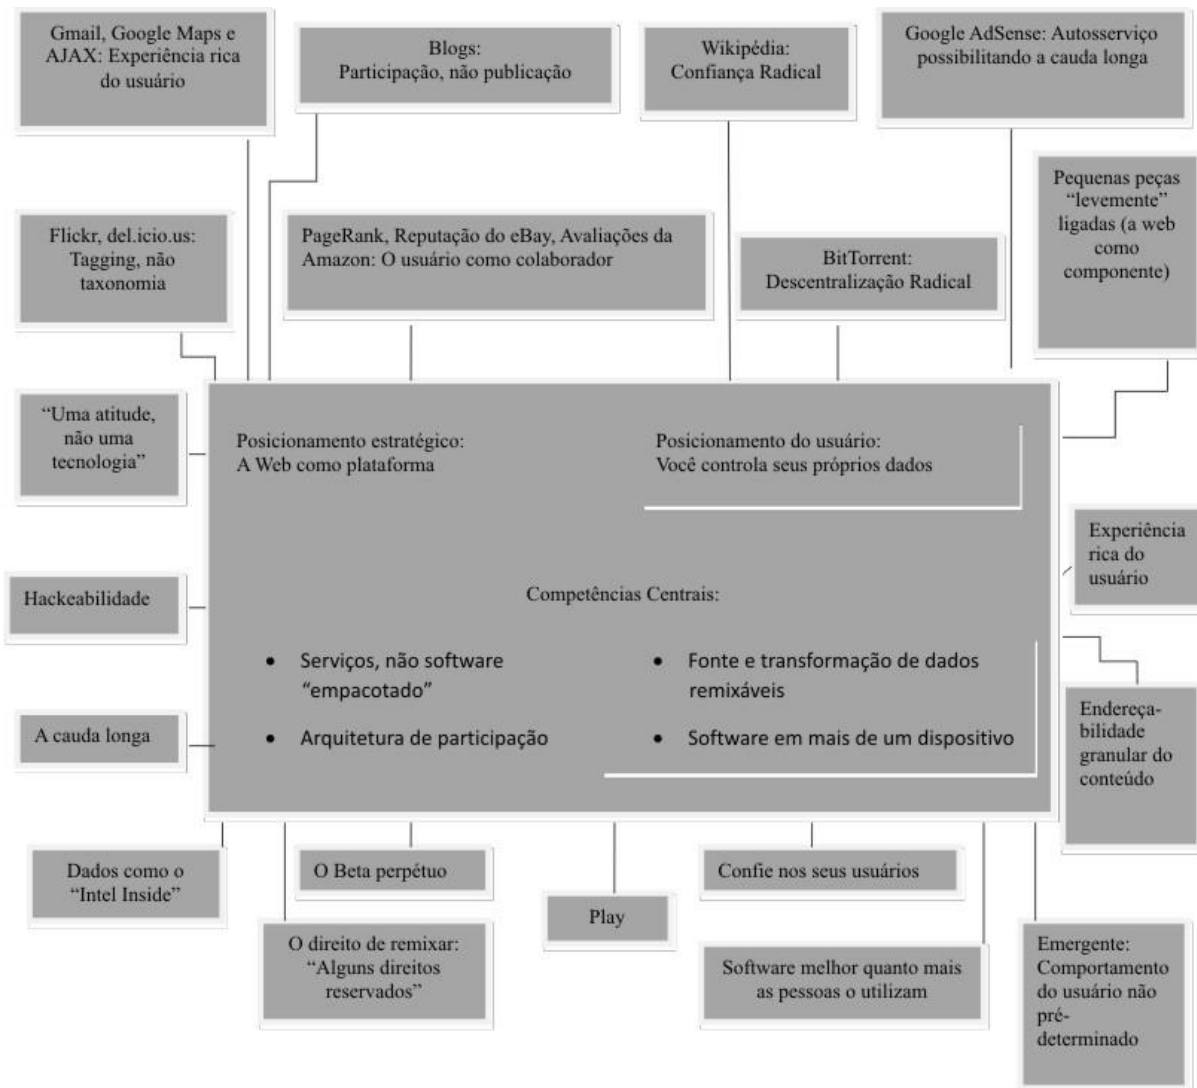 Gmail, Google Maps e
AJAX: Experiência rica
do usuário
Blogs:
Participação, não publicação
Wikipédia:
Confiança Radical
Google AdSense: Autosserviço
possibilitando a cauda longa
Pequenas peças
“levemente”
ligadas (a web
como
componente)
Flickr, del.icio.us:
Tagging, não
taxonomia
PageRank, Reputação do eBay, Avaliações da
Amazon: O usuário como colaborador
BitTorrent:
Descentralização Radical
“Uma atitude,
não uma
tecnologia”
Posicionamento estratégico:
A Web como plataforma
Posicionamento do usuário:
Você controla seus próprios dados
Experiência
rica do
usuário
Hackeabilidade
Competências Centrais:
• Serviços, não software
“empacotado”
• Arquitetura de participação
• Fonte e transformação de dados
remixáveis
• Software em mais de um dispositivo
A cauda longa
Endereça-
bilidade
granular do
conteúdo
Dados como o
“Intel Inside”
O Beta perpétuo
Play
Confie nos seus usuários
O direito de remixar:
“Alguns direitos
reservados”
Software melhor quanto mais
as pessoas o utilizam
Emergente:
Comportamento
do usuário não
pré-
determinado